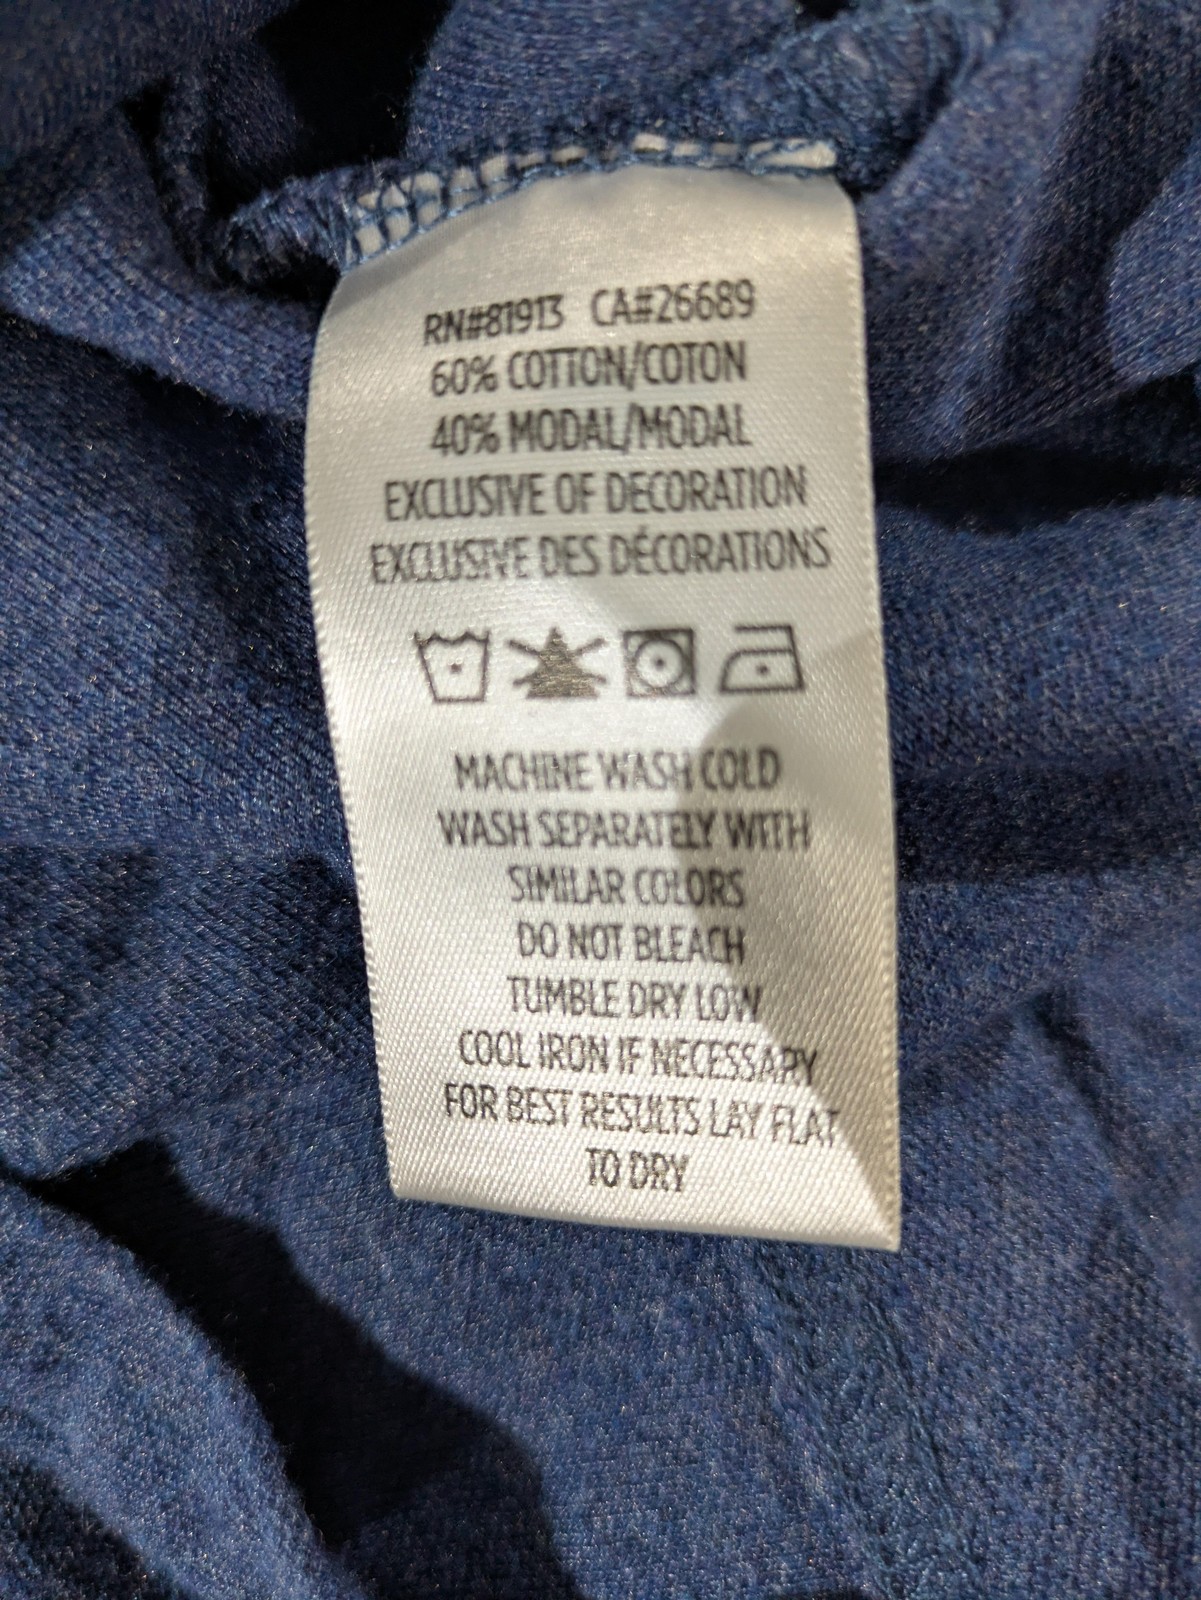 RN#81913 CA#26689
60% COTTON/COTON
40% MODAL/MODAL
EXCLUSIVE OF DECORATION
EXCLUSIVE DES DÉCORATIONS
MACHINE WASH COLD
WASH SEPARATELY WITH
SIMILAR COLORS
DO NOT BLEACH
TUMBLE DRY LOW
COOL IRON IF NECESSARY
FOR BEST RESULTS LAY FLAT
TO DRY